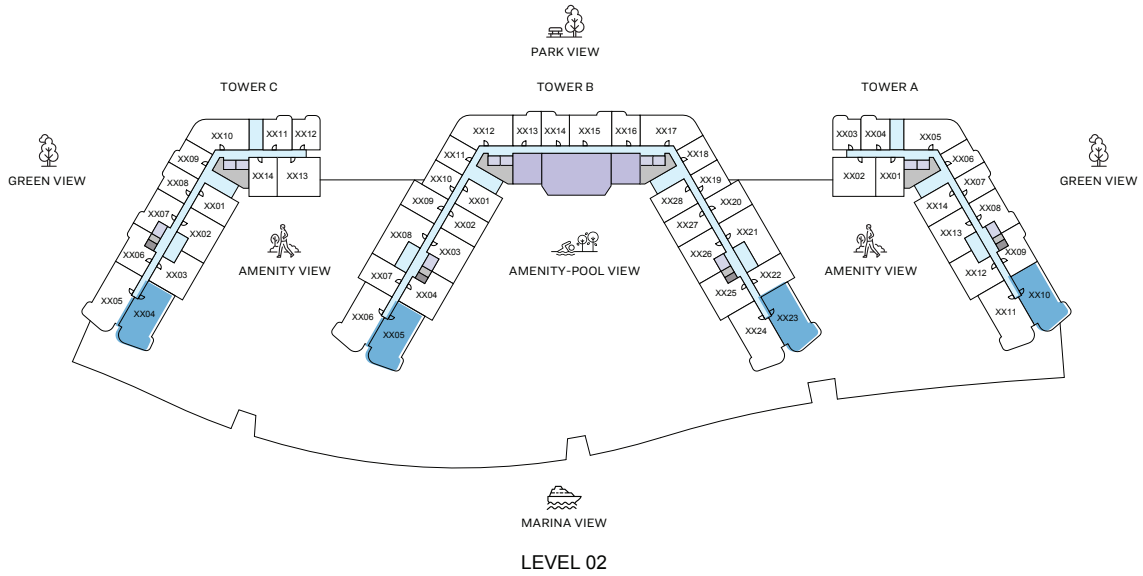 PARK VIEW
TOWER C
TOWER B
TOWER A
GREEN VIEW
GREEN VIEW
AMENITY VIEW
AMENITY-POOL VIEW
AMENITY VIEW
XX10
XX11
XX12
XX09
XX08
XX14
XX13
XX01
XX07
XX02
XX06
XX03
XX05
XX04
XX12
XX13
XX14
XX15
XX16
XX17
XX11
XX18
XX10
XX01
XX19
XX09
XX02
XX28
XX20
XX08
XX03
XX27
XX21
XX07
XX04
XX26
XX22
XX06
XX05
XX25
XX23
XX24
XX03
XX04
XX05
XX02
XX01
XX06
XX07
XX14
XX08
XX13
XX09
XX12
XX10
XX11
MARINA VIEW
LEVEL 02